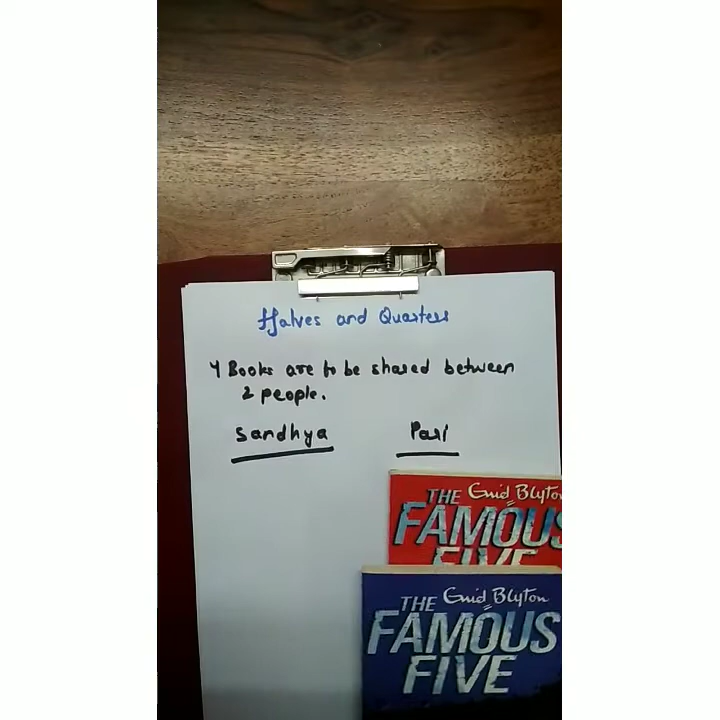 Halves and Quarters
4 Books are to be shared between
2 people.
Sandhya Pari
THE Enid Blyton
FAMOUS
FIVE
THE Enid Blyton
FAMOUS
FIVE